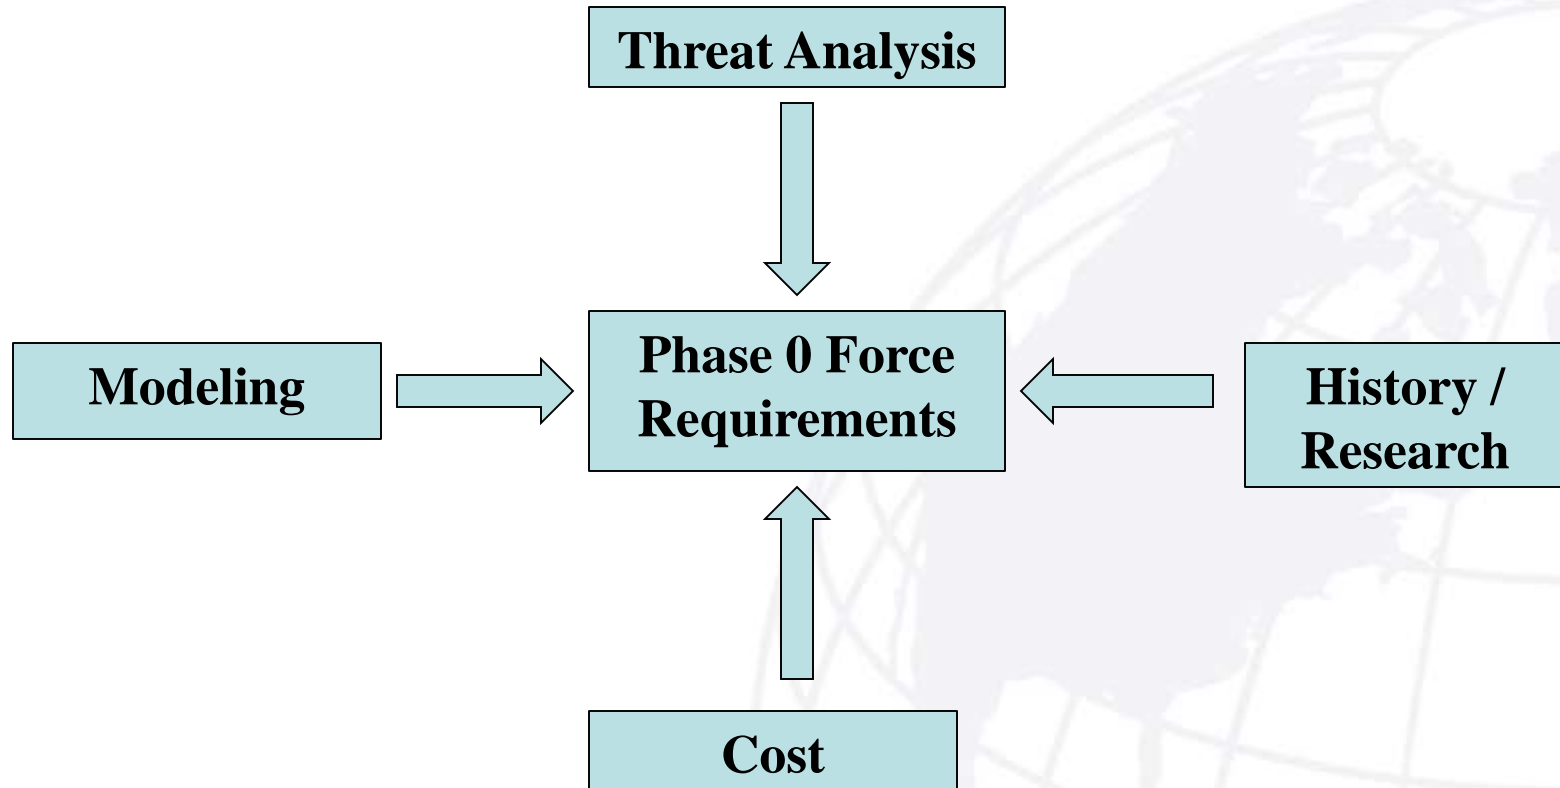 Threat Analysis
Modeling
Phase 0 Force
Requirements
History /
Research
Cost